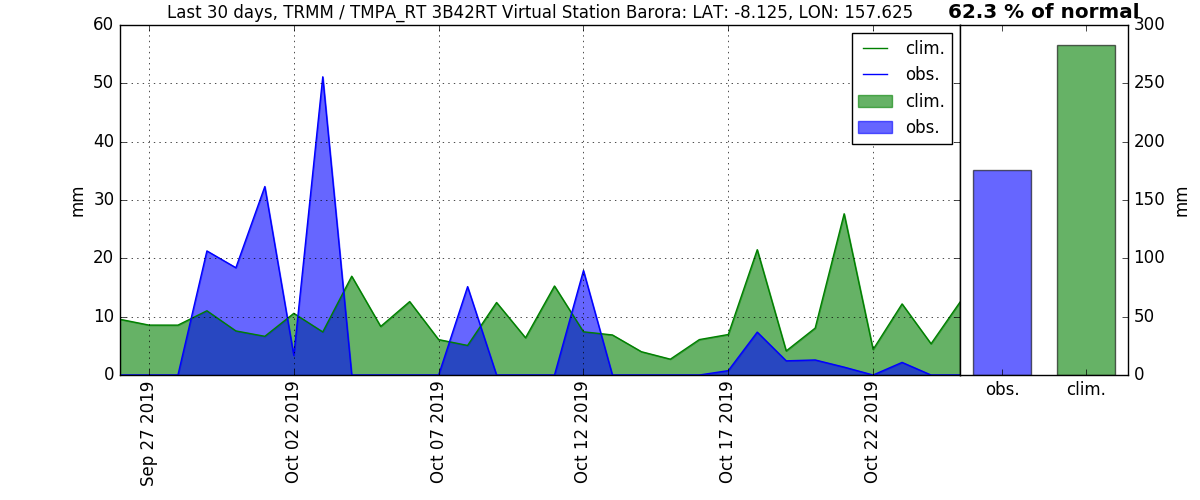 Last 30 days, TRMM / TMPA_RT 3B42RT Virtual Station Barora: LAT: -8.125, LON: 157.625
62.3 % of normal
60
50
40
30
20
10
0
mm
clim.
obs.
clim.
obs.
300
250
200
150
100
50
0
mm
Sep 27 2019
Oct 02 2019
Oct 07 2019
Oct 12 2019
Oct 17 2019
Oct 22 2019
obs.
clim.